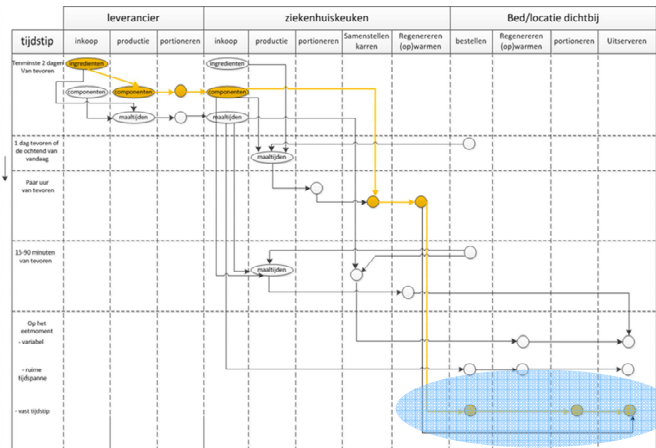 leverancier ziekenhuiskeuken Bed/locatie dichtbij
tijdstip inkoop productie portioneren inkoop productie portioneren Samenstellen karren Regenereren (op)warmen bestellen Regenereren (op)warmen portioneren Uitserveren
Tenminste 2 dagen
Van tevoren
ingredienten ingredienten
componenten componenten componenten
maaltijden maaltijden
1 dag tevoren of
de ochtend van
vandaag
maaltijden
Paar uur
van tevoren
15-90 minuten
van tevoren
maaltijden
Op het
eetmoment
- variabel
- ruime
tijdspanne
- vast tijdstip